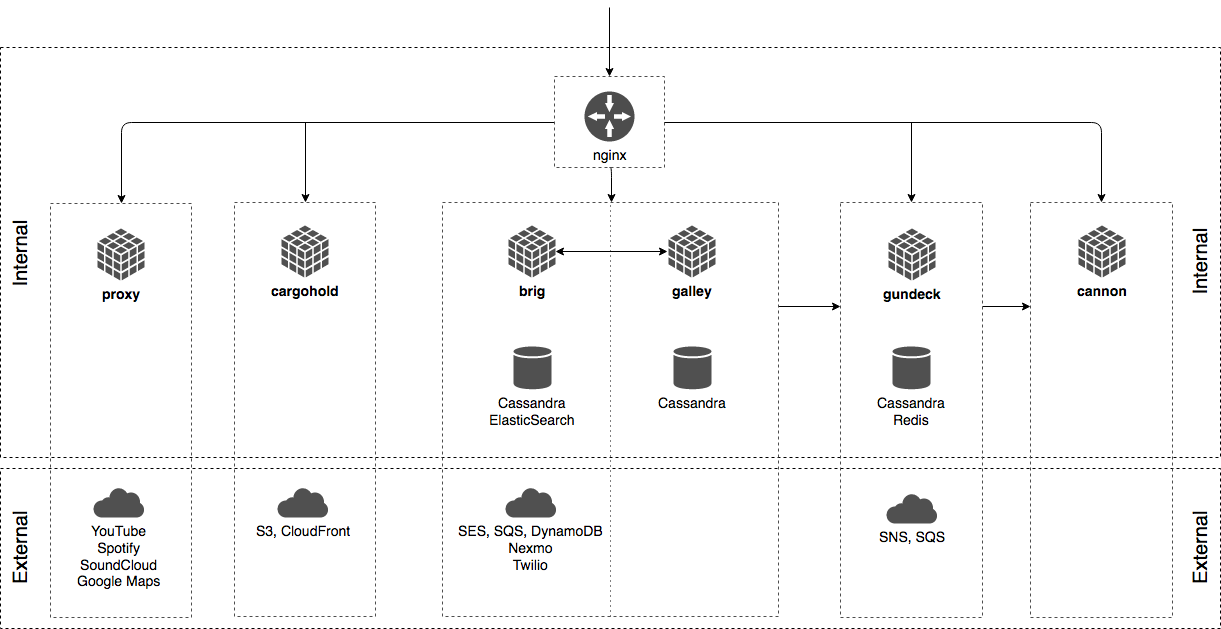 nginx
Internal
Internal
proxy
cargohold
brig
galley
gundeck
cannon
Cassandra
ElasticSearch
Cassandra
Cassandra
Redis
External
External
YouTube
Spotify
SoundCloud
Google Maps
S3, CloudFront
SES, SQS, DynamoDB
Nexmo
Twilio
SNS, SQS